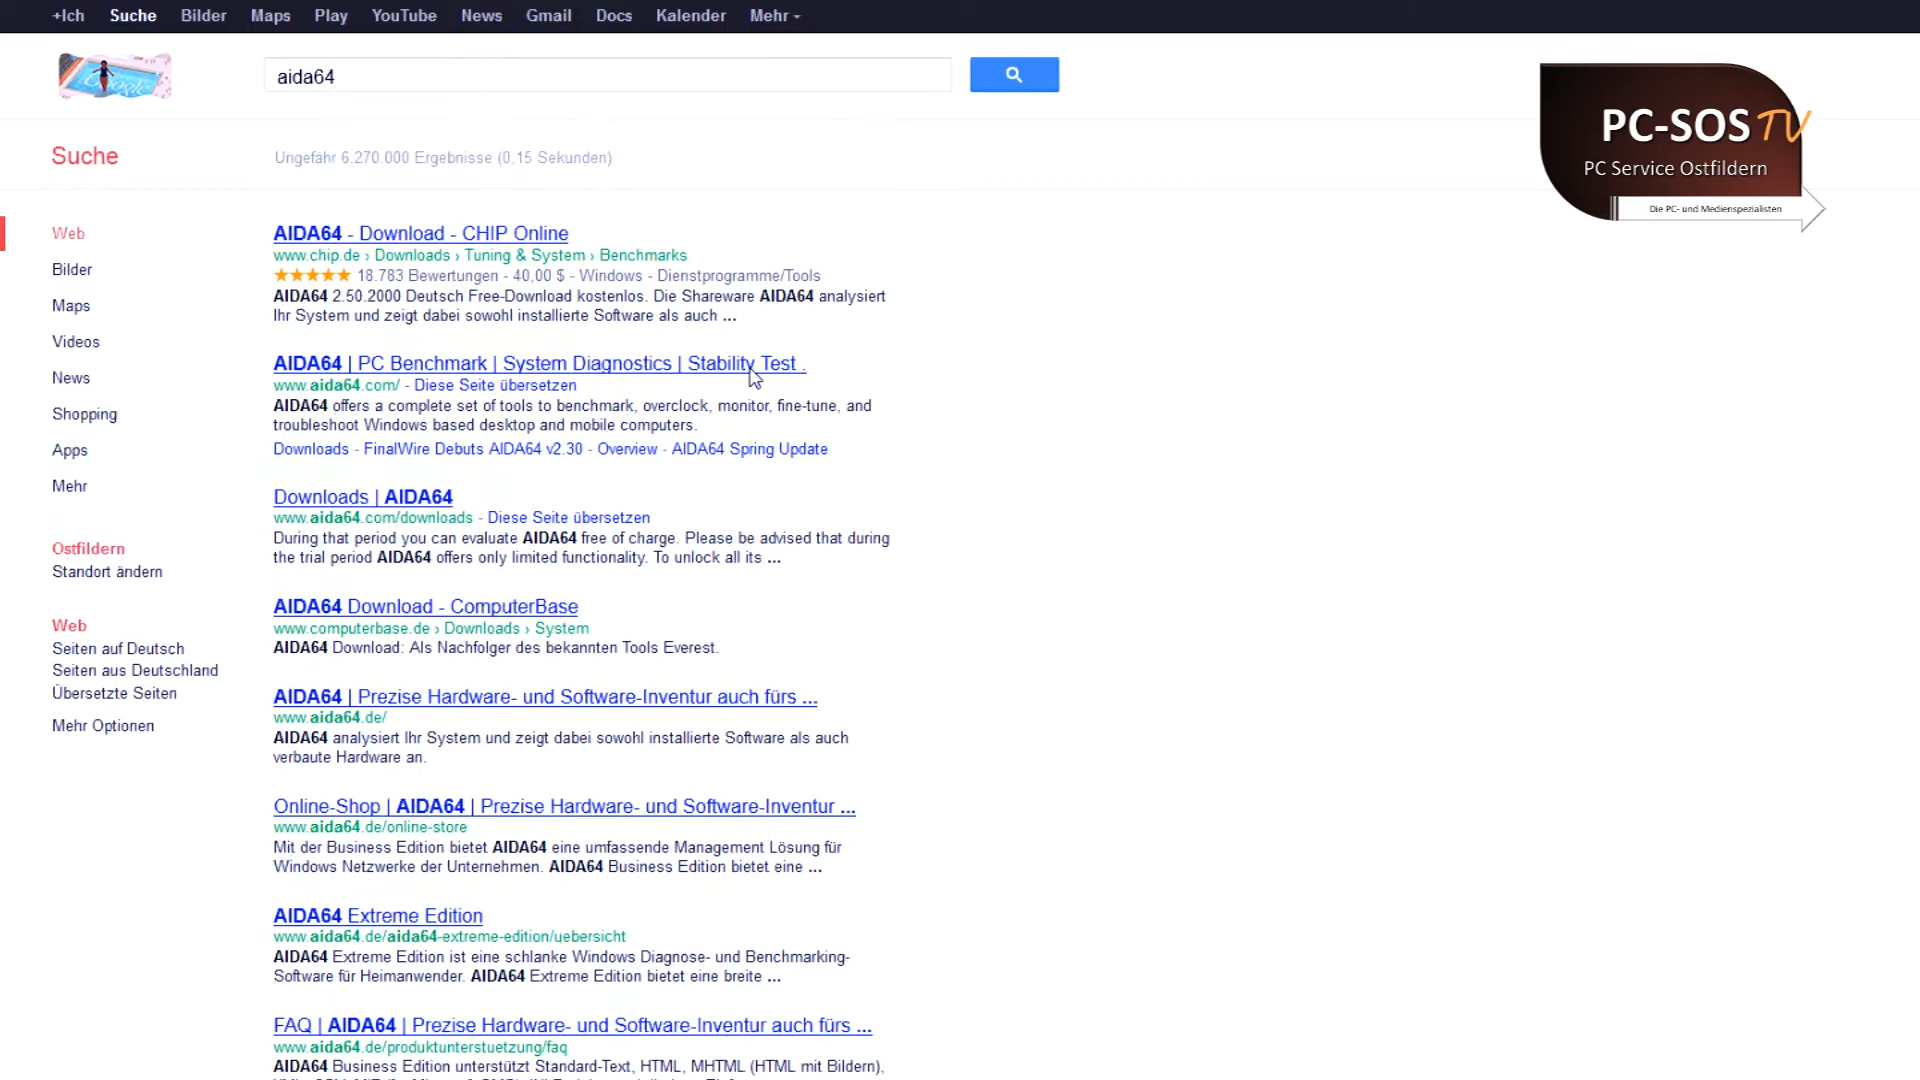 +Ich Suche Bilder Maps Play YouTube News Gmail Docs Kalender Mehr
Google
aida64
PC-SOS TV
PC Service Ostfildern
Die PC- und Medienspezialisten
Suche
Ungefähr 6.270.000 Ergebnisse (0,15 Sekunden)
Web
Bilder
Maps
Videos
News
Shopping
Apps
Mehr
Ostfildern
Standort ändern
Web
Seiten auf Deutsch
Seiten aus Deutschland
Übersetzte Seiten
Mehr Optionen
AIDA64 - Download - CHIP Online
www.chip.de › Downloads › Tuning & System › Benchmarks
★★★★★ 18.783 Bewertungen - 40,00 $ - Windows - Dienstprogramme/Tools
AIDA64 2.50.2000 Deutsch Free-Download kostenlos. Die Shareware AIDA64 analysiert
Ihr System und zeigt dabei sowohl installierte Software als auch ...
AIDA64 | PC Benchmark | System Diagnostics | Stability Test .
www.aida64.com/ - Diese Seite übersetzen
AIDA64 offers a complete set of tools to benchmark, overclock, monitor, fine-tune, and
troubleshoot Windows based desktop and mobile computers.
Downloads - FinalWire Debuts AIDA64 v2.30 - Overview - AIDA64 Spring Update
Downloads | AIDA64
www.aida64.com/downloads - Diese Seite übersetzen
During that period you can evaluate AIDA64 free of charge. Please be advised that during
the trial period AIDA64 offers only limited functionality. To unlock all its ...
AIDA64 Download - ComputerBase
www.computerbase.de › Downloads › System
AIDA64 Download: Als Nachfolger des bekannten Tools Everest.
AIDA64 | Prezise Hardware- und Software-Inventur auch fürs ...
www.aida64.de/
AIDA64 analysiert Ihr System und zeigt dabei sowohl installierte Software als auch
verbaute Hardware an.
Online-Shop | AIDA64 | Prezise Hardware- und Software-Inventur ...
www.aida64.de/online-store
Mit der Business Edition bietet AIDA64 eine umfassende Management Lösung für
Windows Netzwerke der Unternehmen. AIDA64 Business Edition bietet eine ...
AIDA64 Extreme Edition
www.aida64.de/aida64-extreme-edition/uebersicht
AIDA64 Extreme Edition ist eine schlanke Windows Diagnose- und Benchmarking-
Software für Heimanwender. AIDA64 Extreme Edition bietet eine breite ...
FAQ | AIDA64 | Prezise Hardware- und Software-Inventur auch fürs ...
www.aida64.de/produktunterstuetzung/faq
AIDA64 Business Edition unterstützt Standard-Text, HTML, MHTML (HTML mit Bildern),